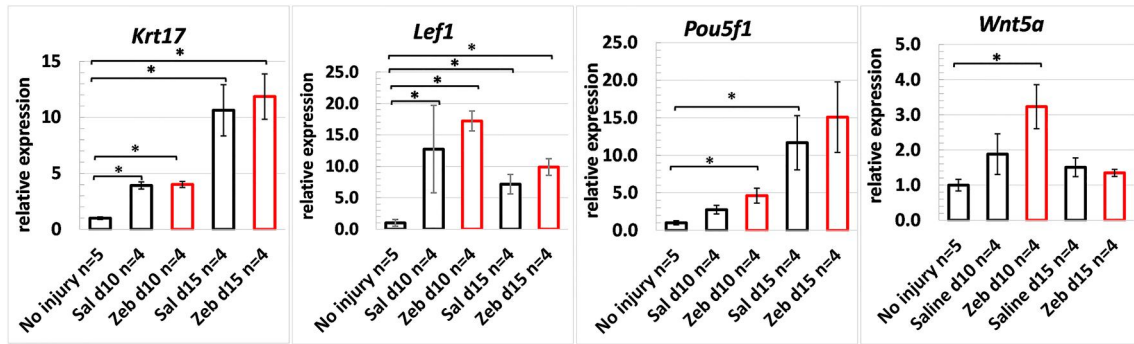 Krt17
relative expression
15
*
*
10
*
5
*
0
No injury n=5
Sal d10 n=4
Zeb d10 n=4
Sal d15 n=4
Zeb d15 n=4
Lef1
relative expression
*
25.0
*
20.0
*
*
15.0
10.0
5.0
0.0
No injury n=5
Sal d10 n=4
Zeb d10 n=4
Sal d15 n=4
Zeb d15 n=4
Pou5f1
relative expression
25.0
20.0
15.0
*
10.0
*
5.0
0.0
No injury n=5
Sal d10 n=4
Zeb d10 n=4
Sal d15 n=4
Zeb d15 n=4
Wnt5a
relative expression
5.0
*
4.0
3.0
2.0
1.0
0.0
No injury n=5
Saline d10 n=4
Zeb d10 n=4
Saline d15 n=4
Zeb d15 n=4